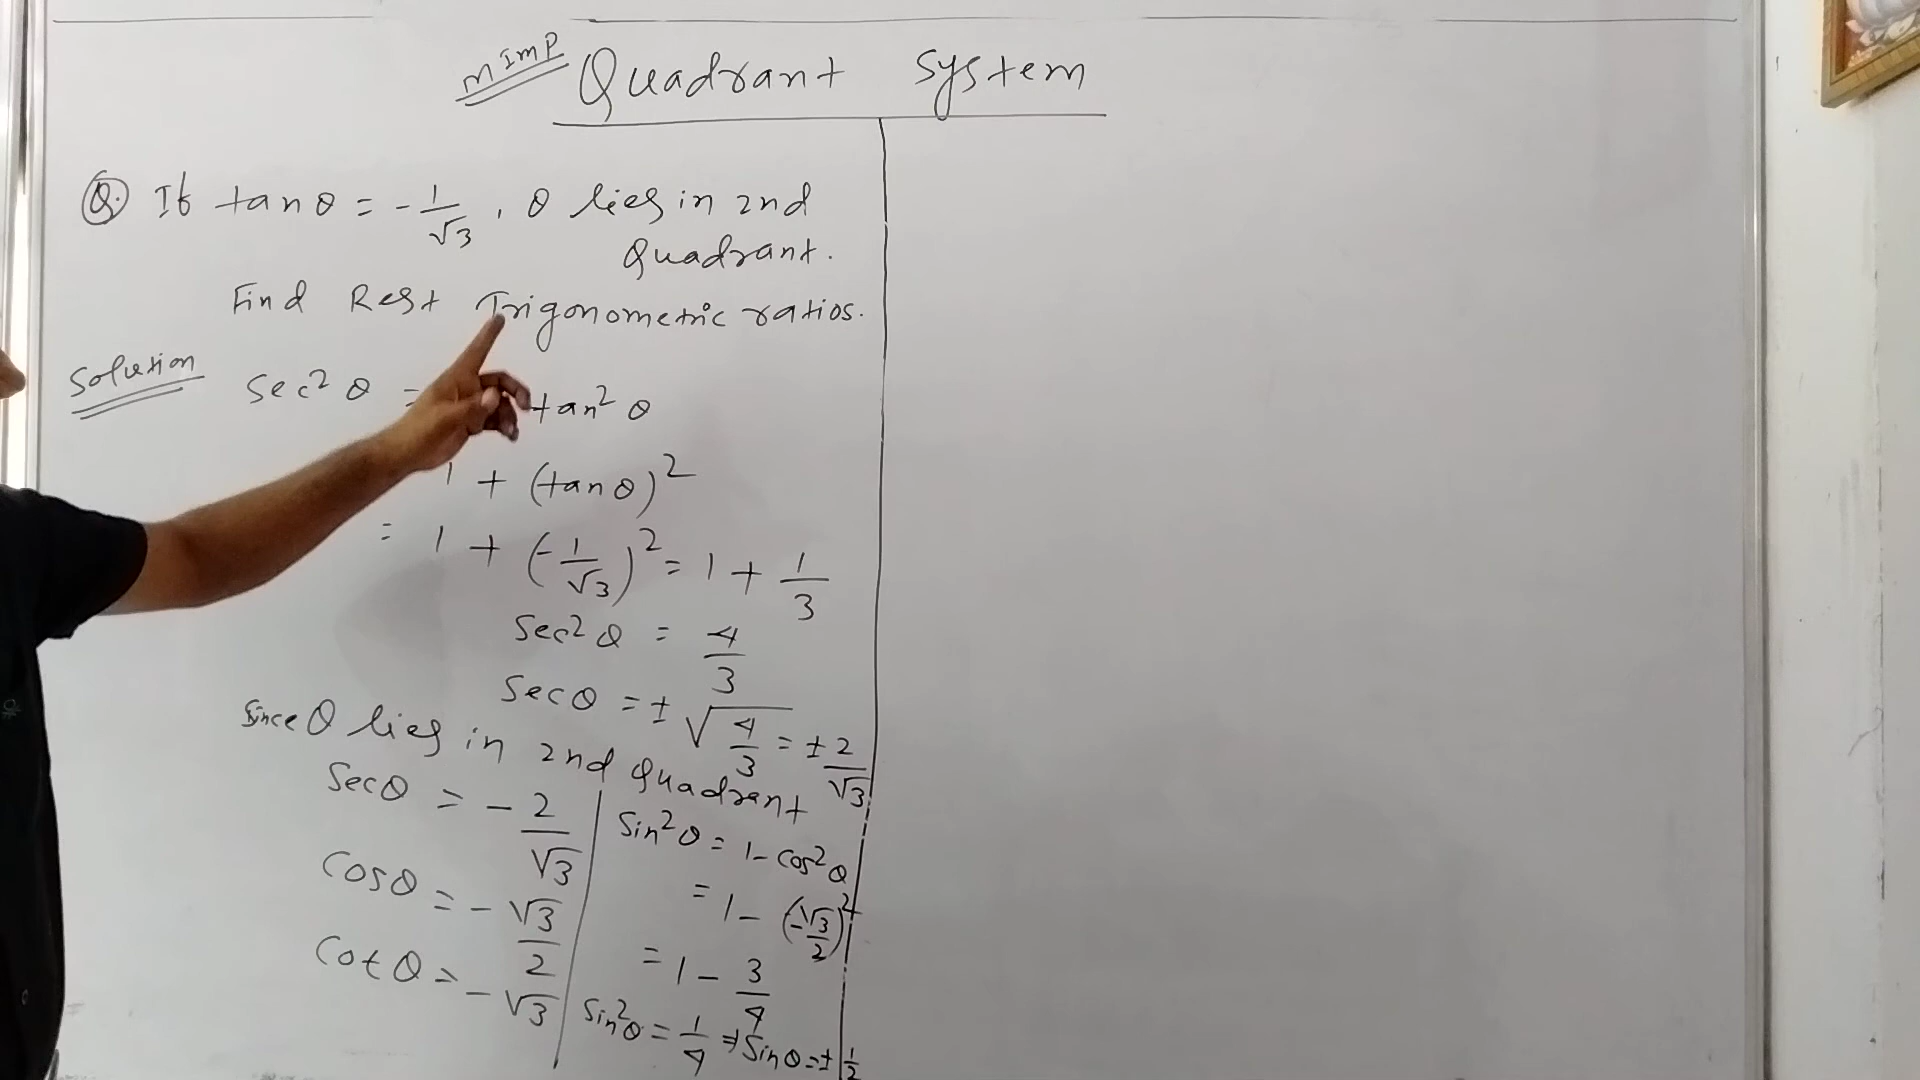 M Imp Quadrant System
Q. If tanθ = -1/√3, θ lies in 2nd
Quadrant.
Find Rest Trigonometric ratios.
Solution sec²θ = tan²θ
1 + (tanθ)²
= 1 + (-1/√3)² = 1 + 1/3
sec²θ = 4/3
secθ = ± √4/3 = ± 2/√3
Since θ lies in 2nd quadrant
secθ = - 2/√3
cosθ = - √3/2
cotθ = - √3
sin²θ = 1 - cos²θ
= 1 - (-√3/2)²
= 1 - 3/4
sin²θ = 1/4 ⇒ sinθ = ± 1/2